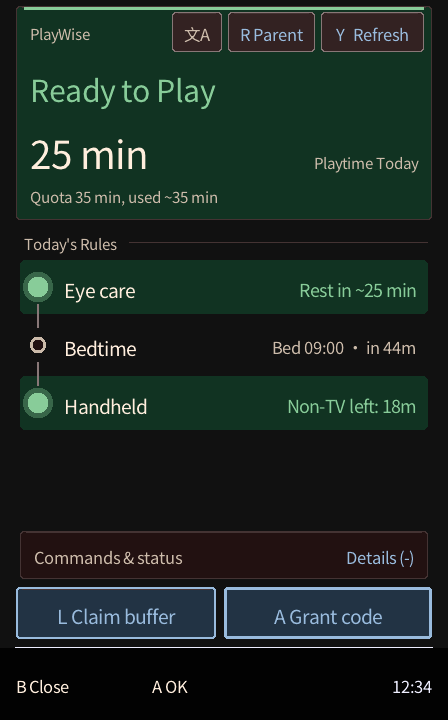 PlayWise
文A
R Parent
Y Refresh
Ready to Play
25 min
Playtime Today
Quota 35 min, used ~35 min
Today's Rules
Eye care
Rest in ~25 min
Bedtime
Bed 09:00 • in 44m
Handheld
Non-TV left: 18m
Commands & status
Details (-)
L Claim buffer
A Grant code
B Close
A OK
12:34